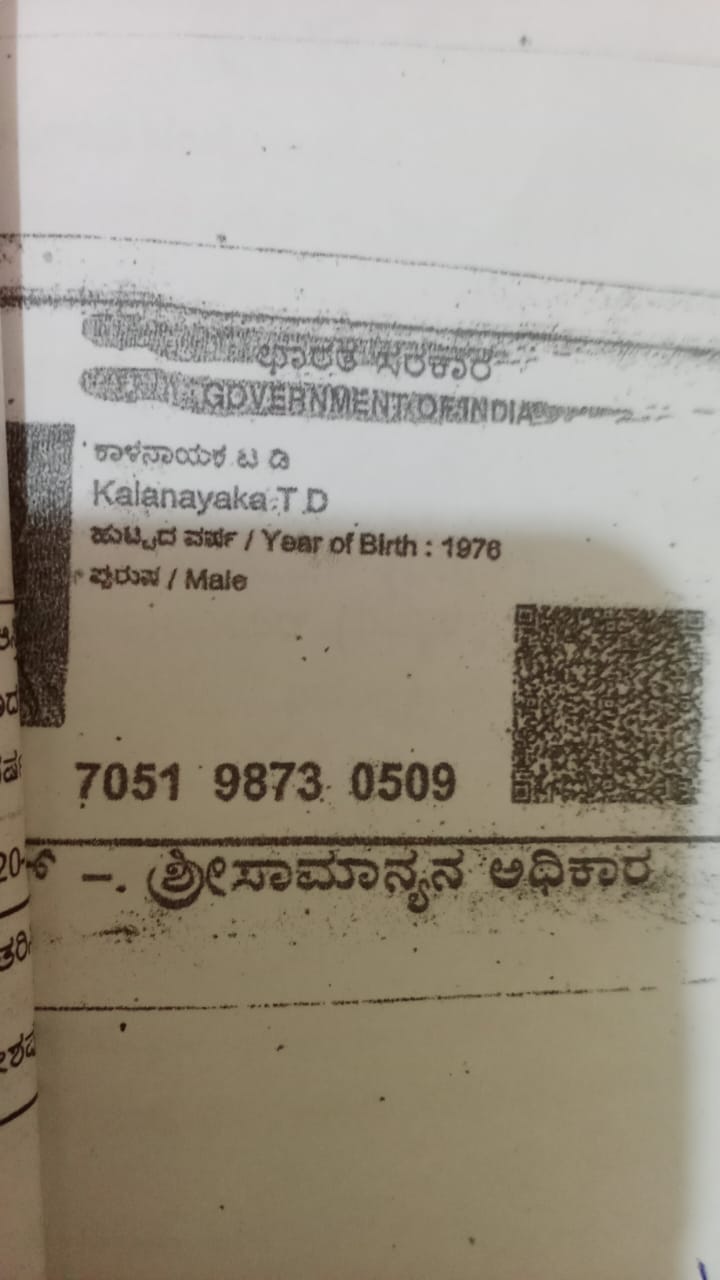 ಭಾರತ ಸರಕಾರ
GOVERNMENT OF INDIA
ಕಾಳನಾಯಕ ಟ ಡಿ
Kalanayaka T D
ಹುಟ್ಟಿದ ವರ್ಷ / Year of Birth : 1976
ಪುರುಷ / Male
7051 9873 0509
ಶ್ರೀಸಾಮಾನ್ಯನ ಅಧಿಕಾರ